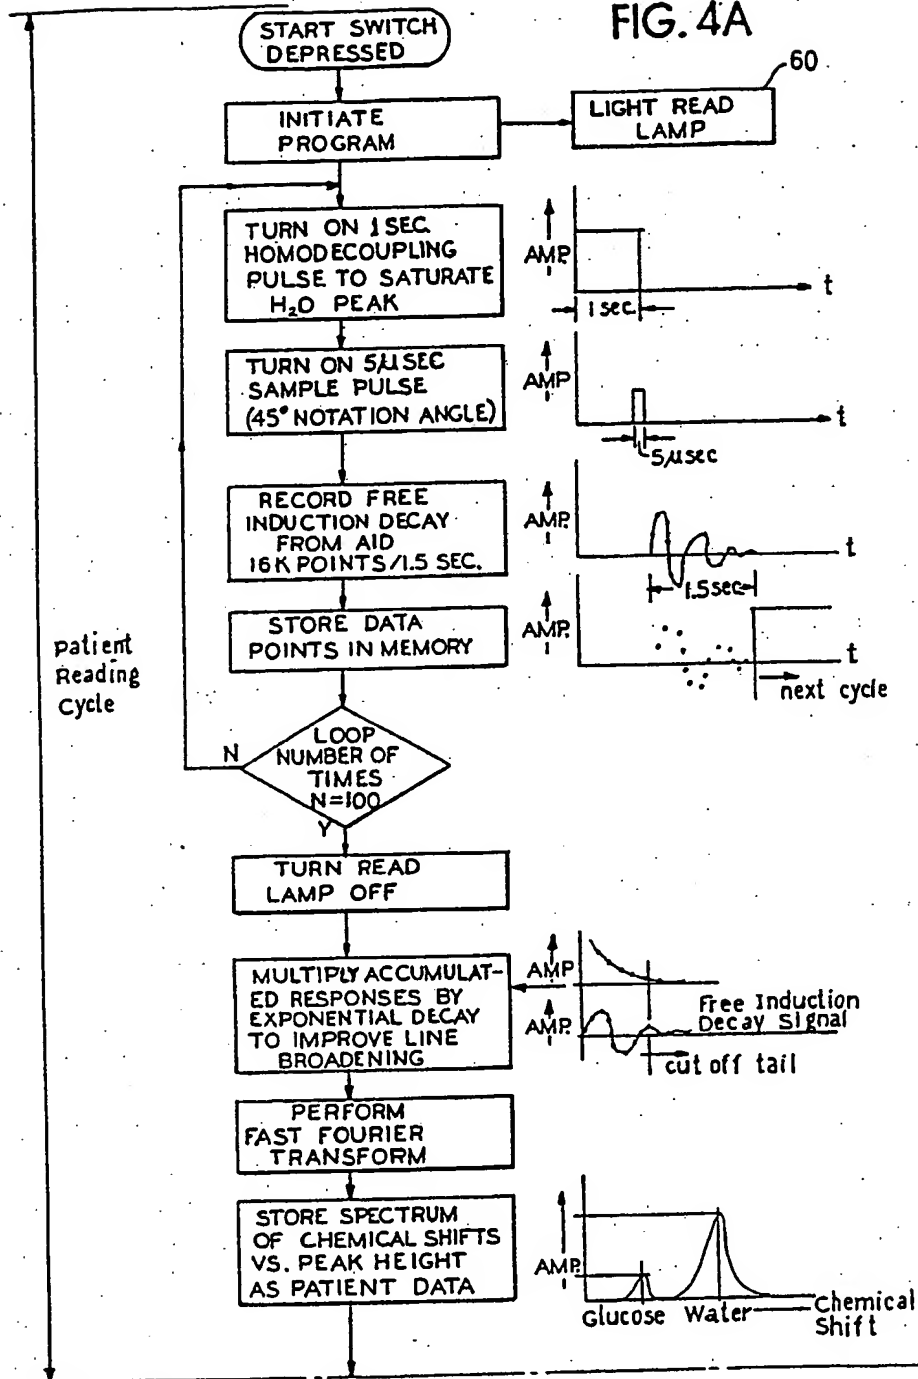 FIG. 4A
START SWITCH
DEPRESSED
60
INITIATE
PROGRAM
LIGHT READ
LAMP
TURN ON 1 SEC.
HOMODECOUPLING
PULSE TO SATURATE
H₂O PEAK
AMP.
t
1 sec.
TURN ON 5µSEC
SAMPLE PULSE
(45° NOTATION ANGLE)
AMP
t
5µsec
RECORD FREE
INDUCTION DECAY
FROM AID
16K POINTS/1.5 SEC.
AMP.
t
1.5 sec
STORE DATA
POINTS IN MEMORY
AMP.
t
next cycle
Patient
Reading
Cycle
LOOP
NUMBER OF
TIMES
N=100
N
Y
TURN READ
LAMP OFF
MULTIPLY ACCUMULAT-
ED RESPONSES BY
EXPONENTIAL DECAY
TO IMPROVE LINE
BROADENING
AMP
AMP.
Free Induction
Decay Signal
cut off tail
PERFORM
FAST FOURIER
TRANSFORM
STORE SPECTRUM
OF CHEMICAL SHIFTS
VS. PEAK HEIGHT
AS PATIENT DATA
AMP.
Glucose Water Chemical
Shift